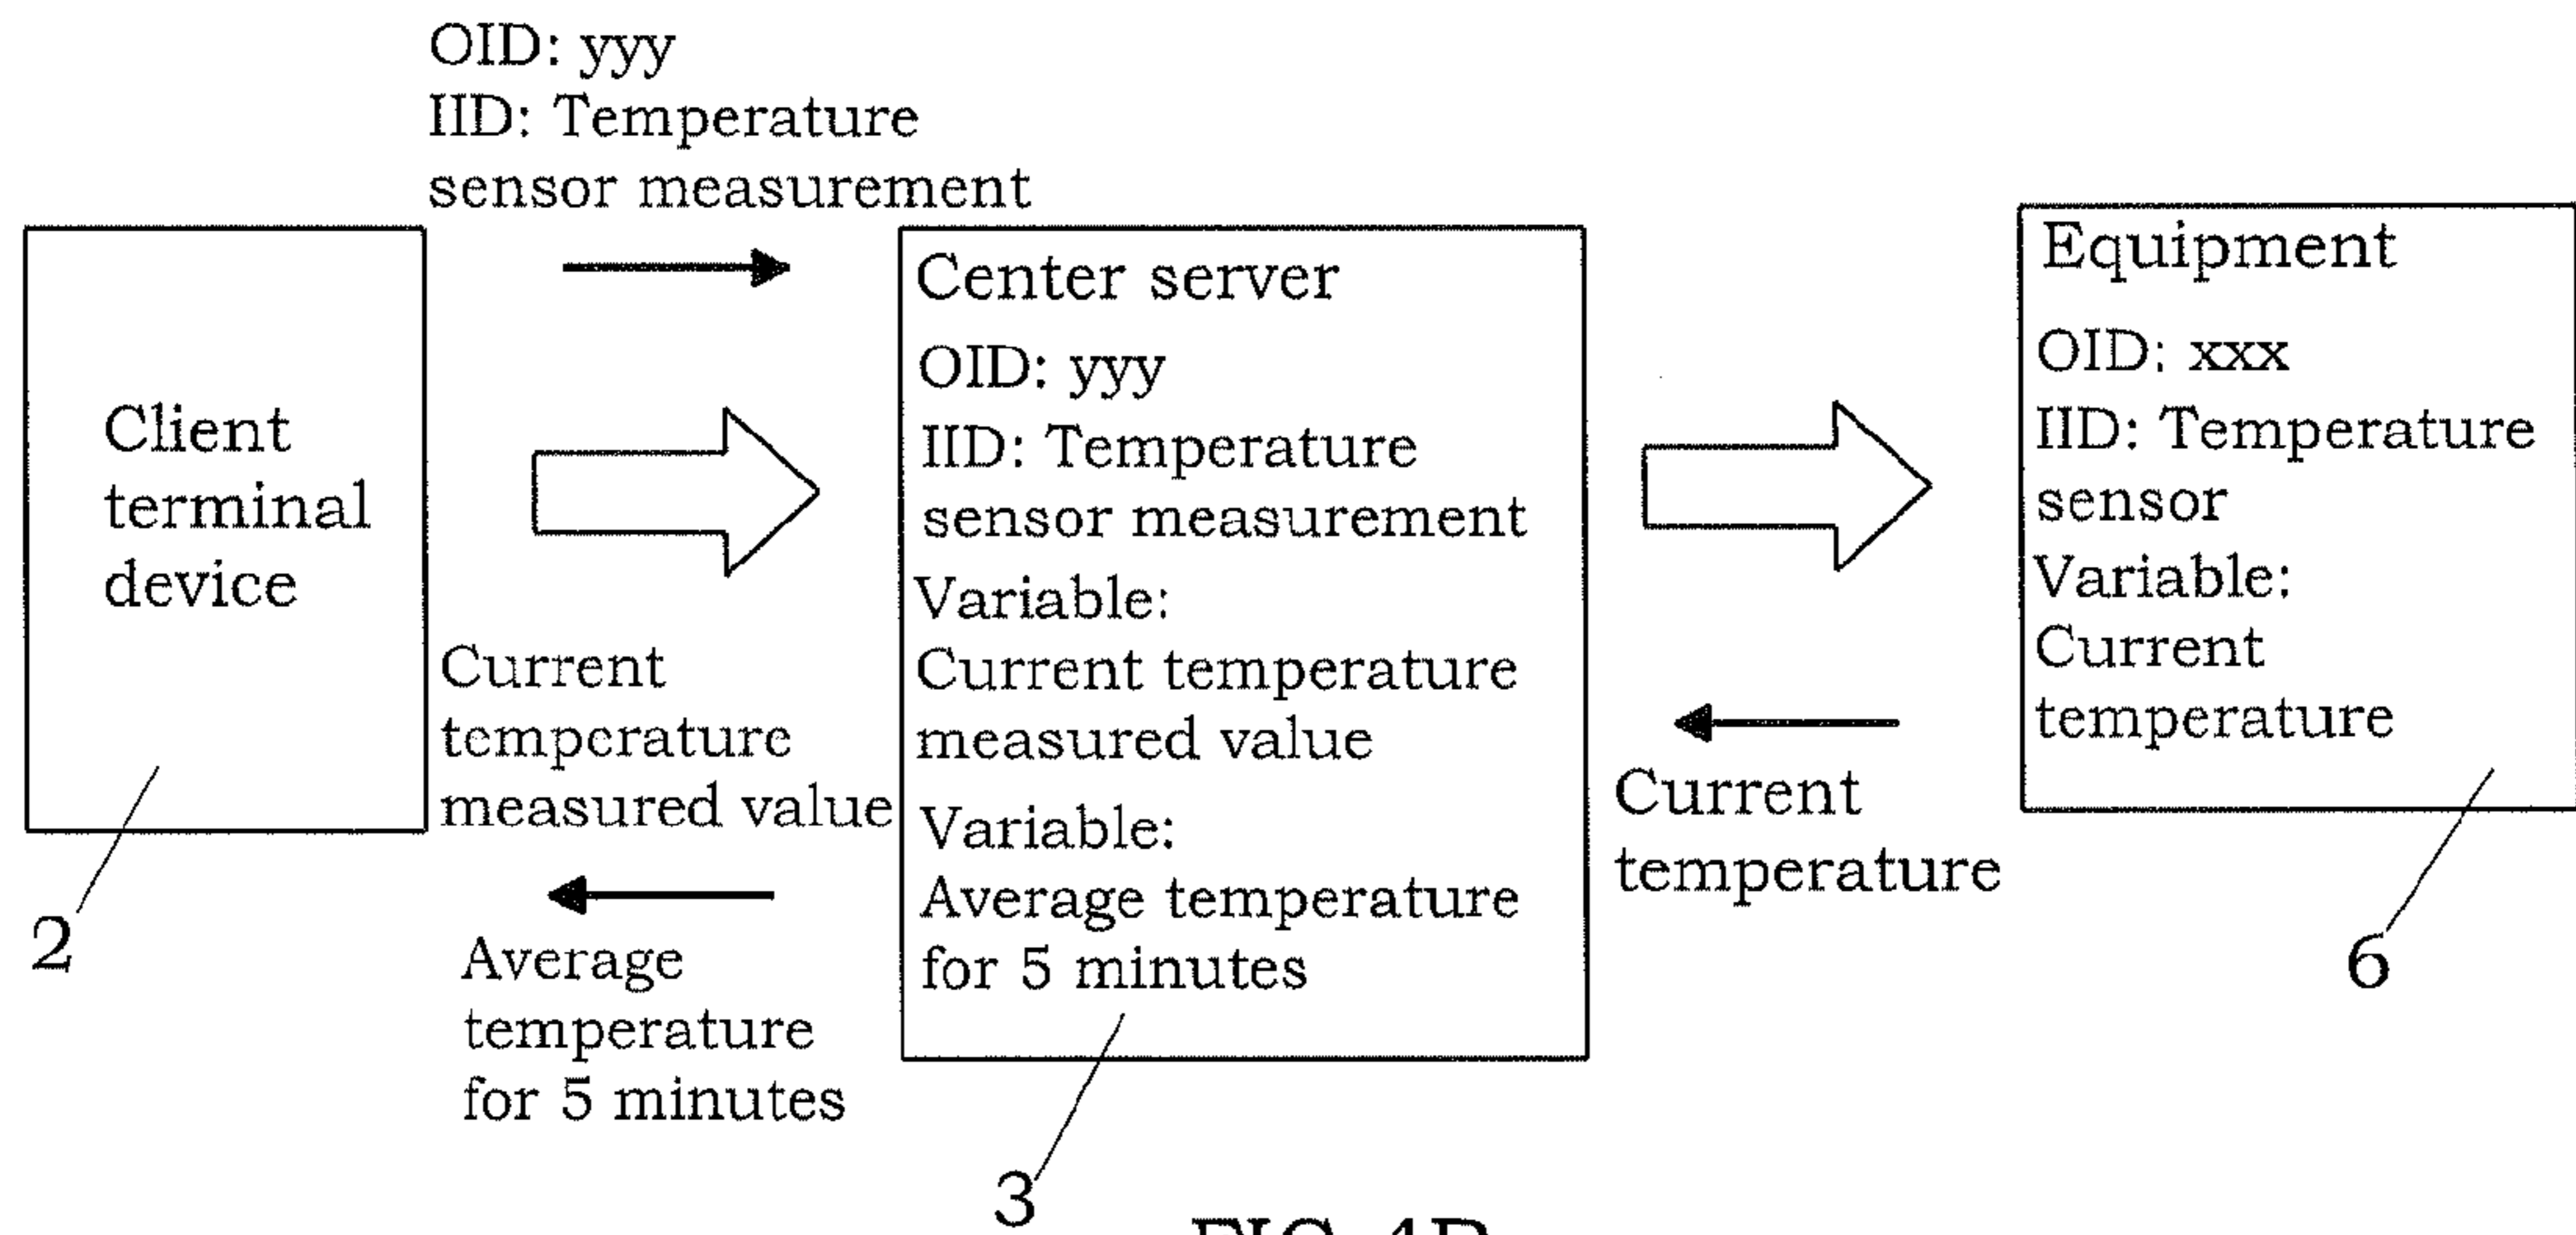 OID: yyy
IID: Temperature
sensor measurement
Client
terminal
device
2
Current
temperature
measured value
Average
temperature
for 5 minutes
Center server
OID: yyy
IID: Temperature
sensor measurement
Variable:
Current temperature
measured value
Variable:
Average temperature
for 5 minutes
3
Current
temperature
Equipment
OID: xxx
IID: Temperature
sensor
Variable:
Current
temperature
6